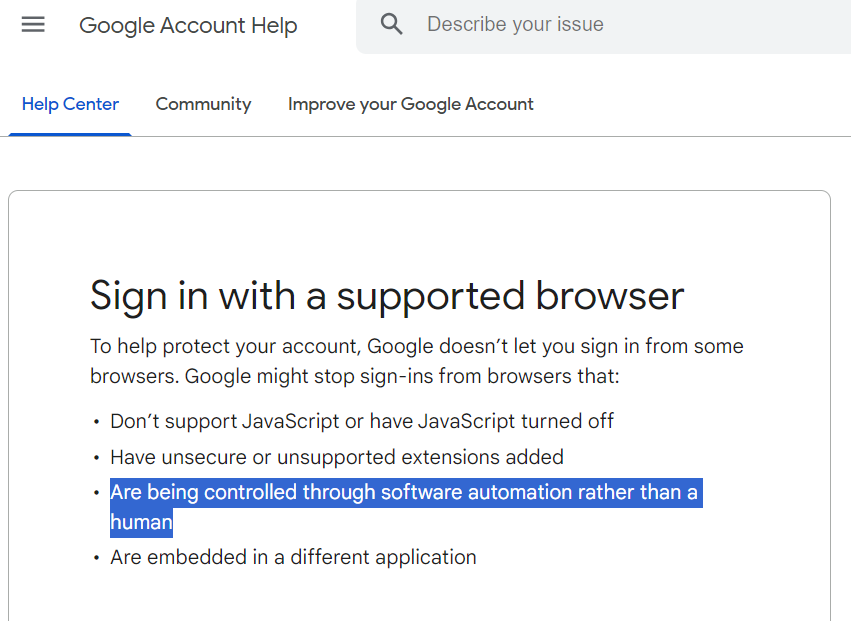 Google Account Help
Describe your issue
Help Center
Community
Improve your Google Account
Sign in with a supported browser
To help protect your account, Google doesn’t let you sign in from some
browsers. Google might stop sign-ins from browsers that:
• Don’t support JavaScript or have JavaScript turned off
• Have unsecure or unsupported extensions added
• Are being controlled through software automation rather than a
human
• Are embedded in a different application